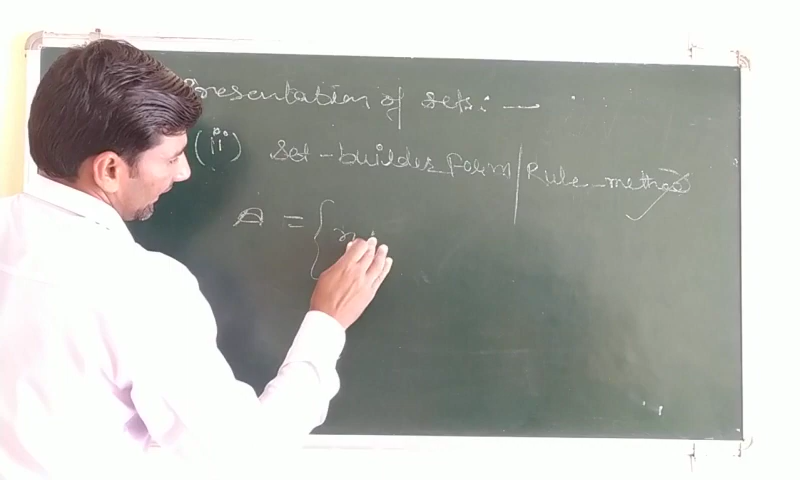 presentation of sets: —
(ii) set-builder form | Rule-method
A = {x